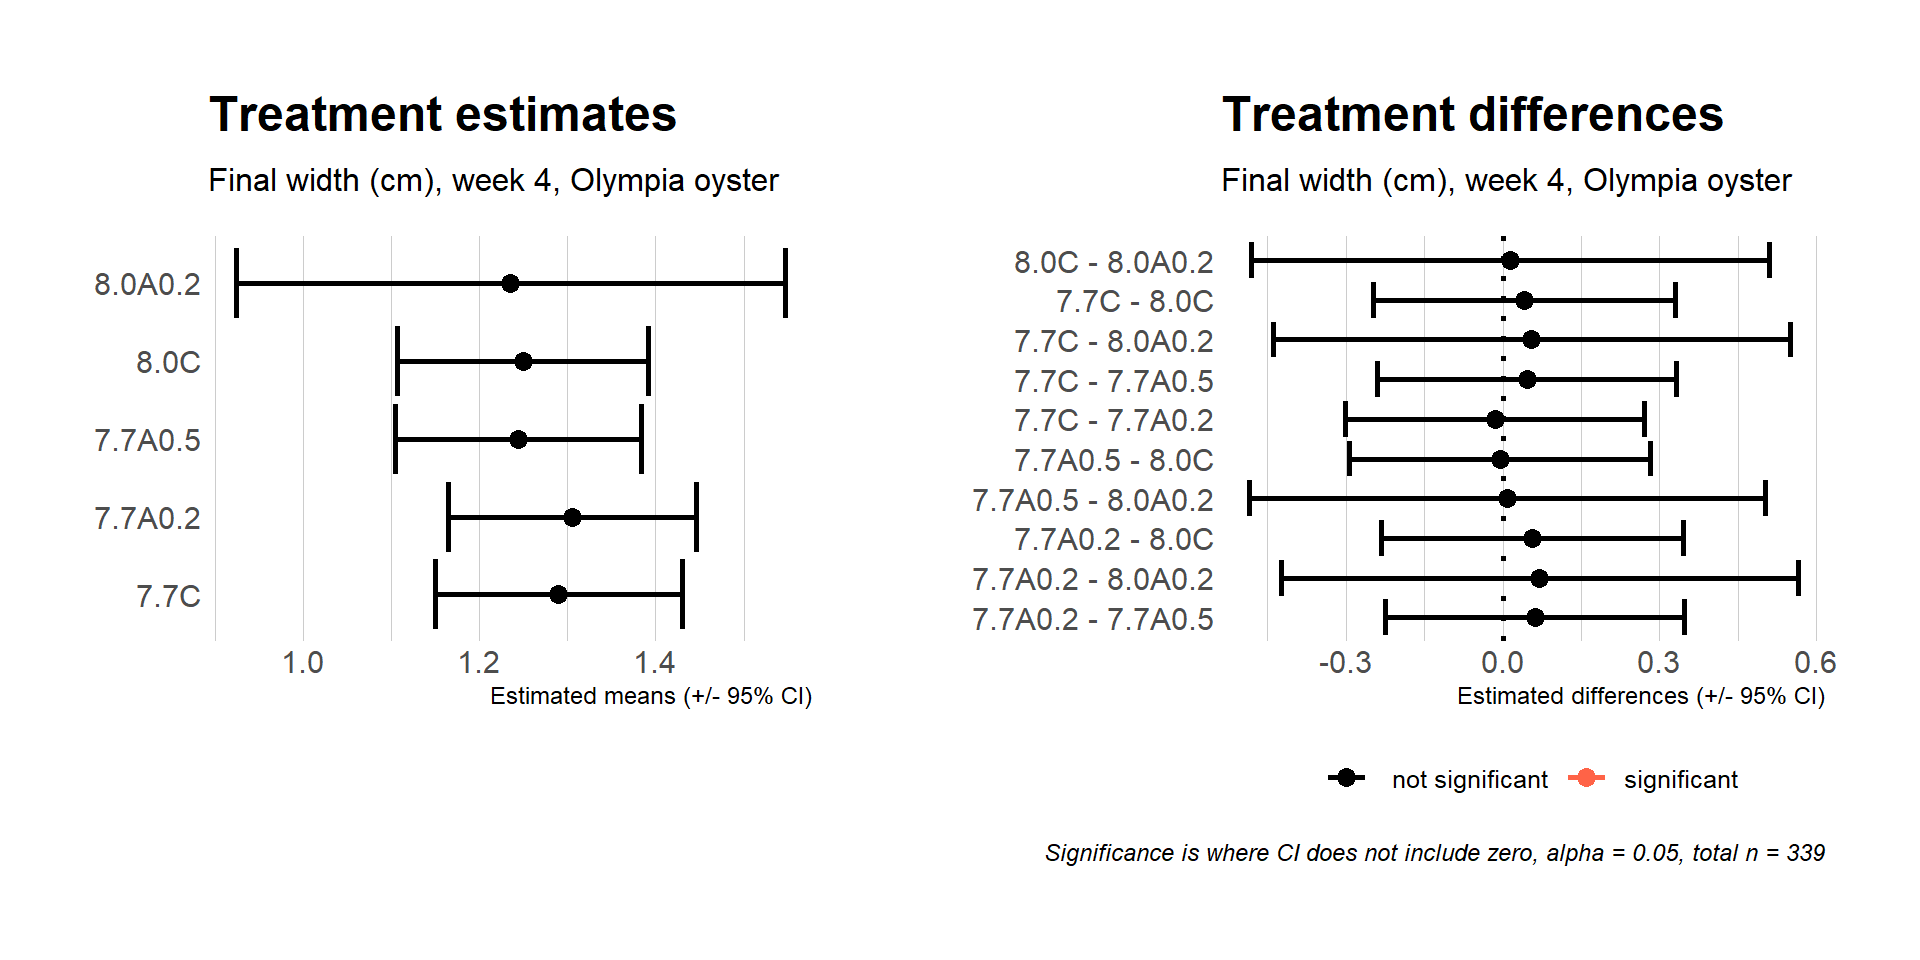 Treatment estimates
Final width (cm), week 4, Olympia oyster
8.0A0.2
8.0C
7.7A0.5
7.7A0.2
7.7C
1.0 1.2 1.4
Estimated means (+/- 95% CI)
Treatment differences
Final width (cm), week 4, Olympia oyster
8.0C - 8.0A0.2
7.7C - 8.0C
7.7C - 8.0A0.2
7.7C - 7.7A0.5
7.7C - 7.7A0.2
7.7A0.5 - 8.0C
7.7A0.5 - 8.0A0.2
7.7A0.2 - 8.0C
7.7A0.2 - 8.0A0.2
7.7A0.2 - 7.7A0.5
-0.3 0.0 0.3 0.6
Estimated differences (+/- 95% CI)
not significant significant
Significance is where CI does not include zero, alpha = 0.05, total n = 339